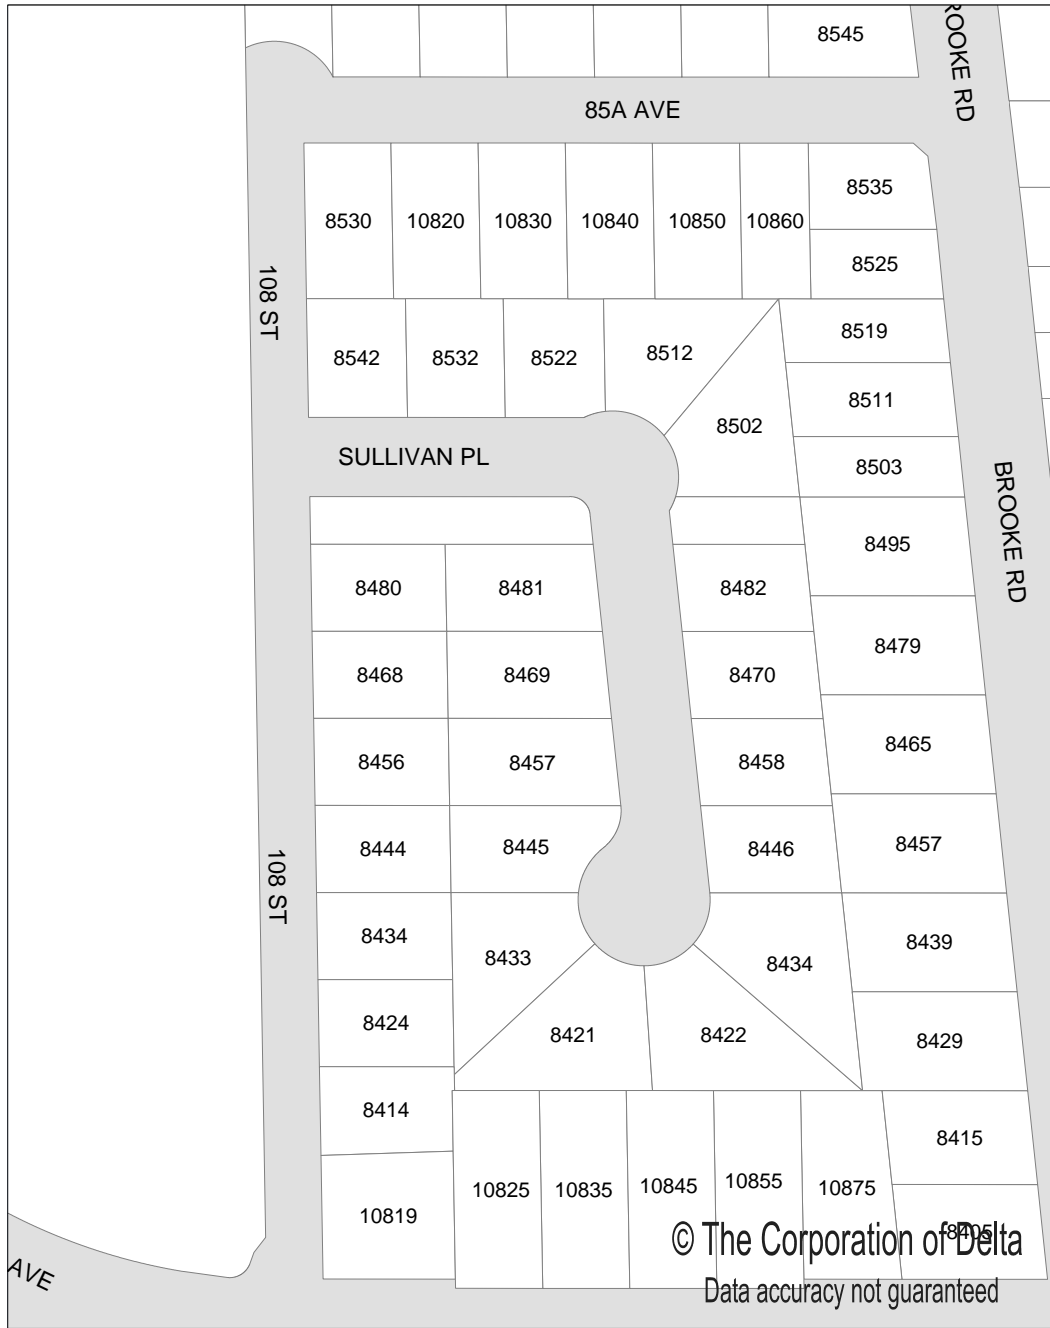 8545
BROOKE RD
85A AVE
8530 10820 10830 10840 10850 10860 8535
8525
108 ST
8542 8532 8522 8512 8519
8511
8502
SULLIVAN PL
8503
BROOKE RD
8495
8480 8481 8482
8479
8468 8469 8470
8465
8456 8457 8458
8457
8444 8445 8446
108 ST
8434 8433 8434 8439
8424 8421 8422 8429
8414 8415
10819 10825 10835 10845 10855 10875
8405
© The Corporation of Delta
Data accuracy not guaranteed
AVE